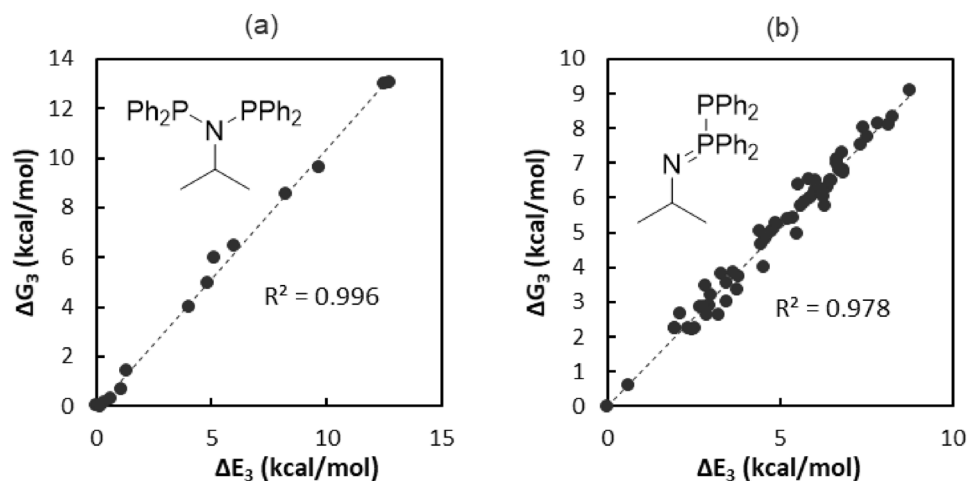 (a)
14
12
10
8
6
4
2
0
ΔG₃ (kcal/mol)
Ph₂P
PPh₂
N
R² = 0.996
0
5
10
15
ΔE₃ (kcal/mol)
(b)
10
9
8
7
6
5
4
3
2
1
0
ΔG₃ (kcal/mol)
PPh₂
PPh₂
N
R² = 0.978
0
5
10
ΔE₃ (kcal/mol)